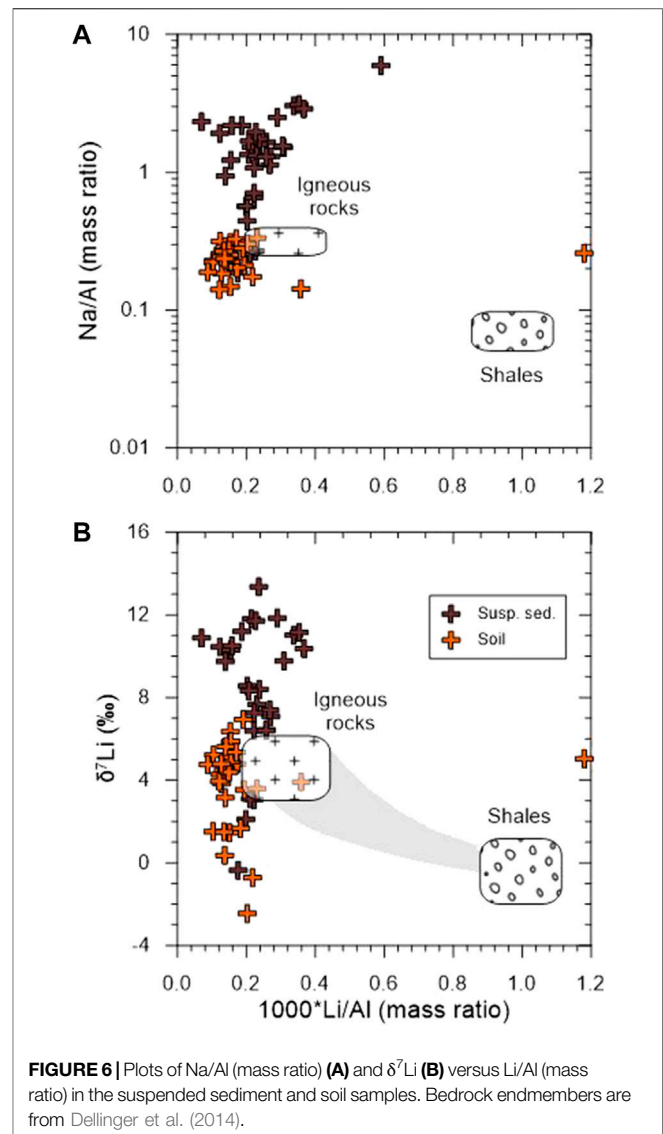 A
10
1
0.1
0.01
Na/Al (mass ratio)
Igneous
rocks
Shales
0.0 0.2 0.4 0.6 0.8 1.0 1.2
B
16
12
8
4
0
-4
δ⁷Li (‰)
Susp. sed.
Soil
Igneous
rocks
Shales
0.0 0.2 0.4 0.6 0.8 1.0 1.2
1000*Li/Al (mass ratio)
FIGURE 6 | Plots of Na/Al (mass ratio) (A) and δ⁷Li (B) versus Li/Al (mass
ratio) in the suspended sediment and soil samples. Bedrock endmembers are
from Dellinger et al. (2014).